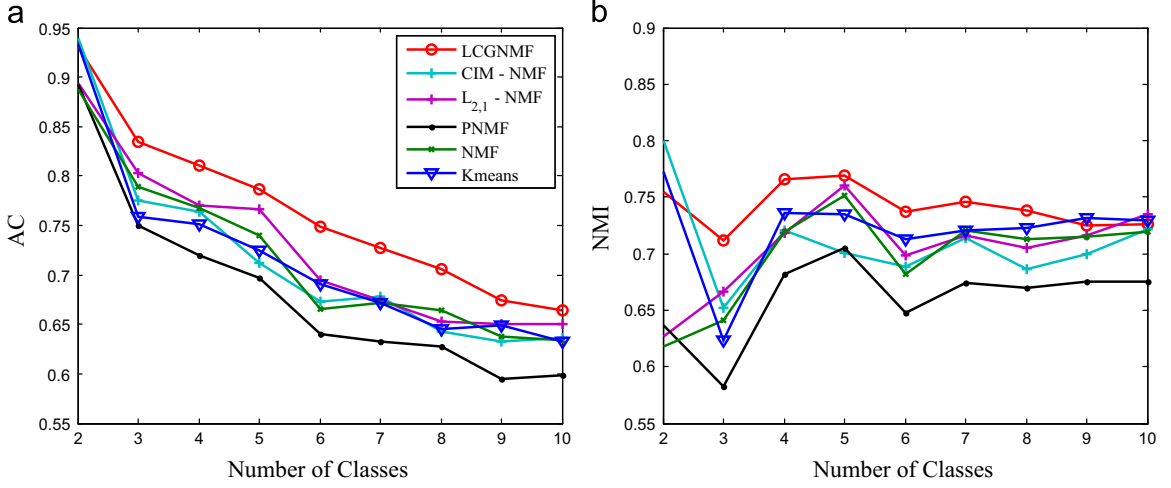 a
0.95
0.9
0.85
0.8
0.75
0.7
0.65
0.6
0.55
AC
2 3 4 5 6 7 8 9 10
Number of Classes
LCGNMF
CIM - NMF
L2,1 - NMF
PNMF
NMF
Kmeans
b
0.9
0.85
0.8
0.75
0.7
0.65
0.6
0.55
NMI
2 3 4 5 6 7 8 9 10
Number of Classes